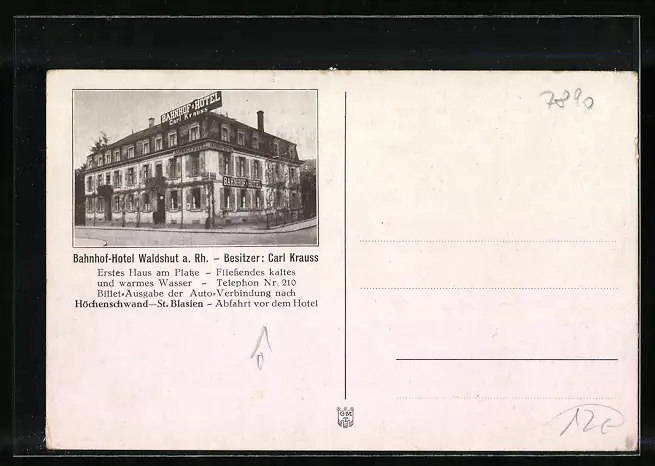 BAHNHOF-HOTEL
Carl Krauss
BAHNHOF-HOTEL
Bahnhof-Hotel Waldshut a. Rh. – Besitzer: Carl Krauss
Erstes Haus am Platze – Fließendes kaltes
und warmes Wasser – Telephon Nr. 210
Billet-Ausgabe der Auto-Verbindung nach
Höchenschwand—St. Blasien – Abfahrt vor dem Hotel
7890
GM